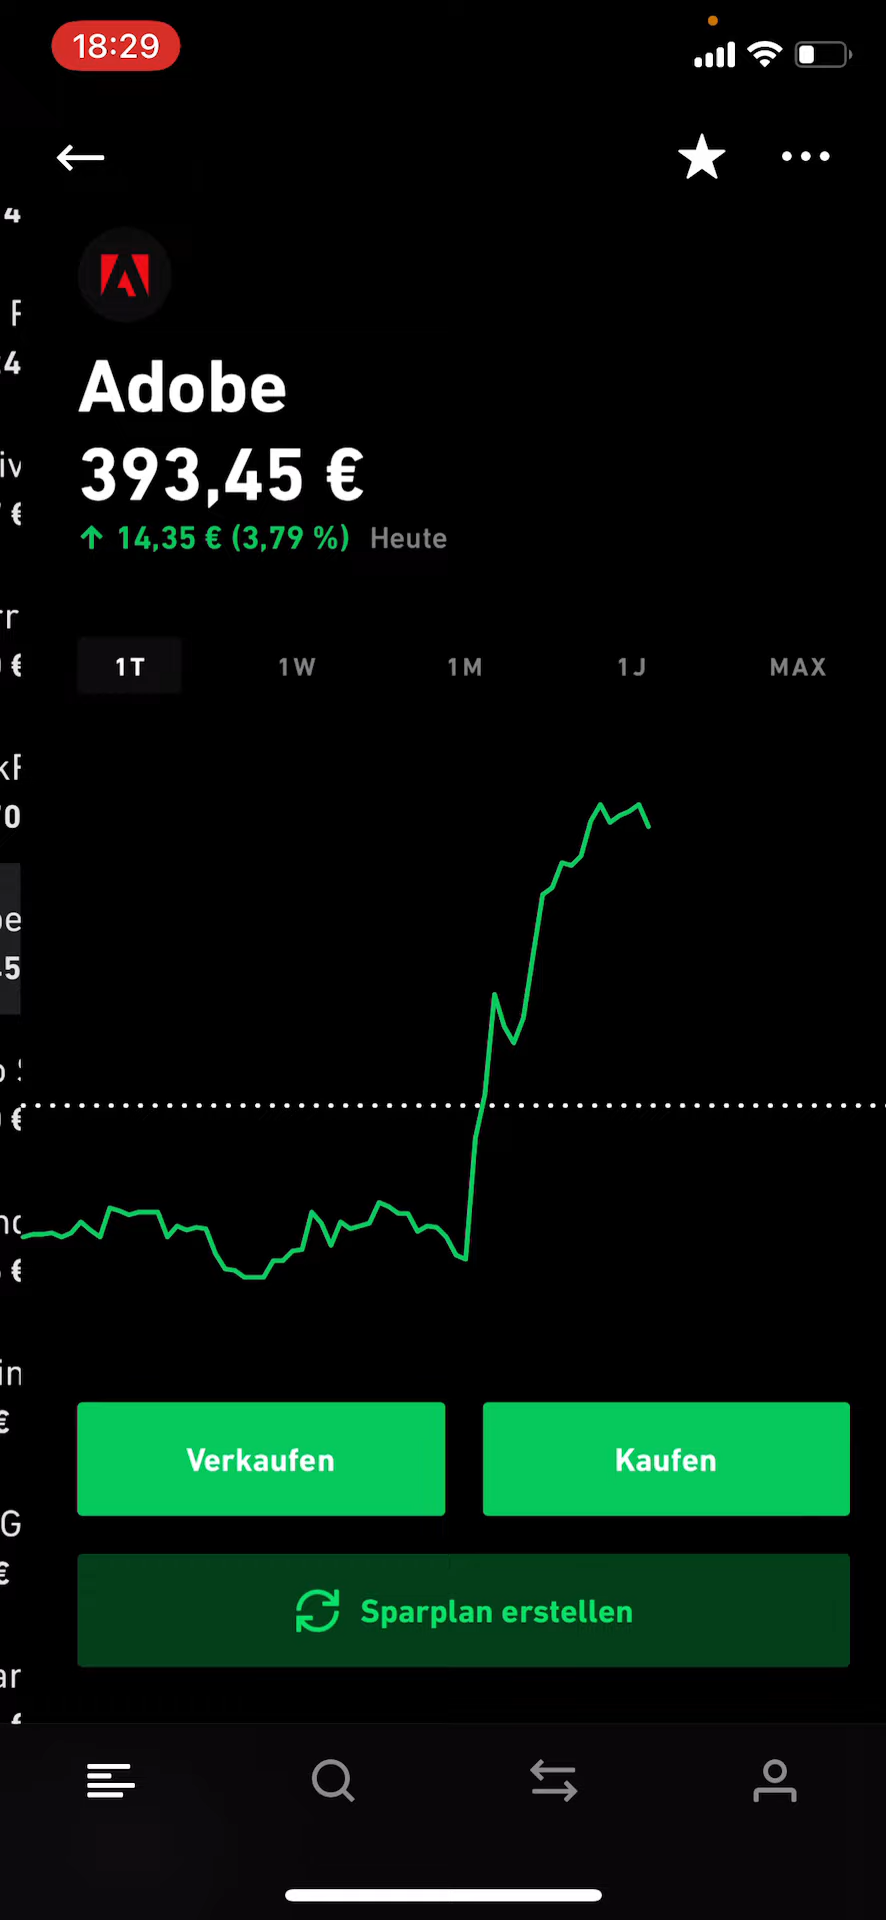 18:29
Adobe
393,45 €
↑ 14,35 € (3,79 %) Heute
1T 1W 1M 1J MAX
Verkaufen Kaufen
Sparplan erstellen